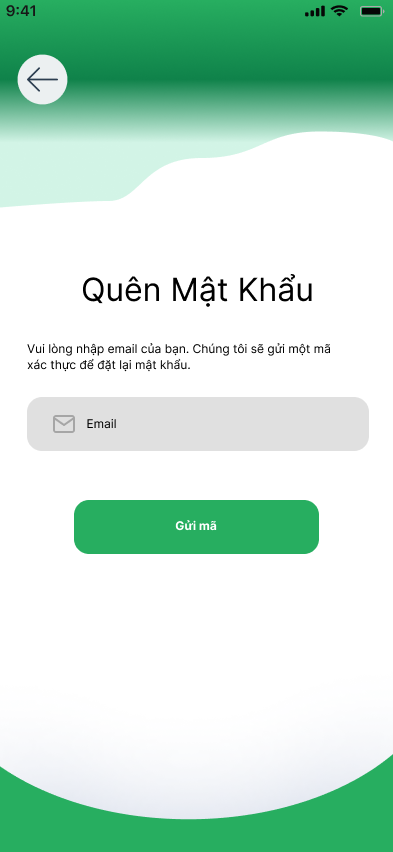 9:41
Quên Mật Khẩu
Vui lòng nhập email của bạn. Chúng tôi sẽ gửi một mã
xác thực để đặt lại mật khẩu.
Email
Gửi mã